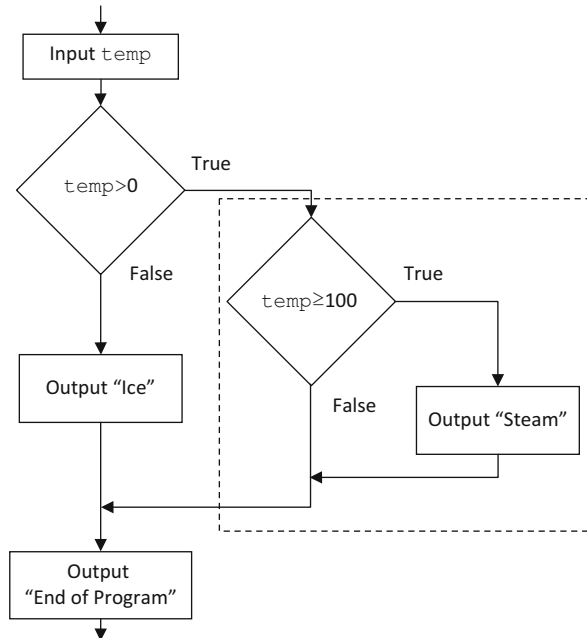 Input temp
True
temp>0
False
True
temp≥100
Output “Ice”
False
Output “Steam”
Output
“End of Program”